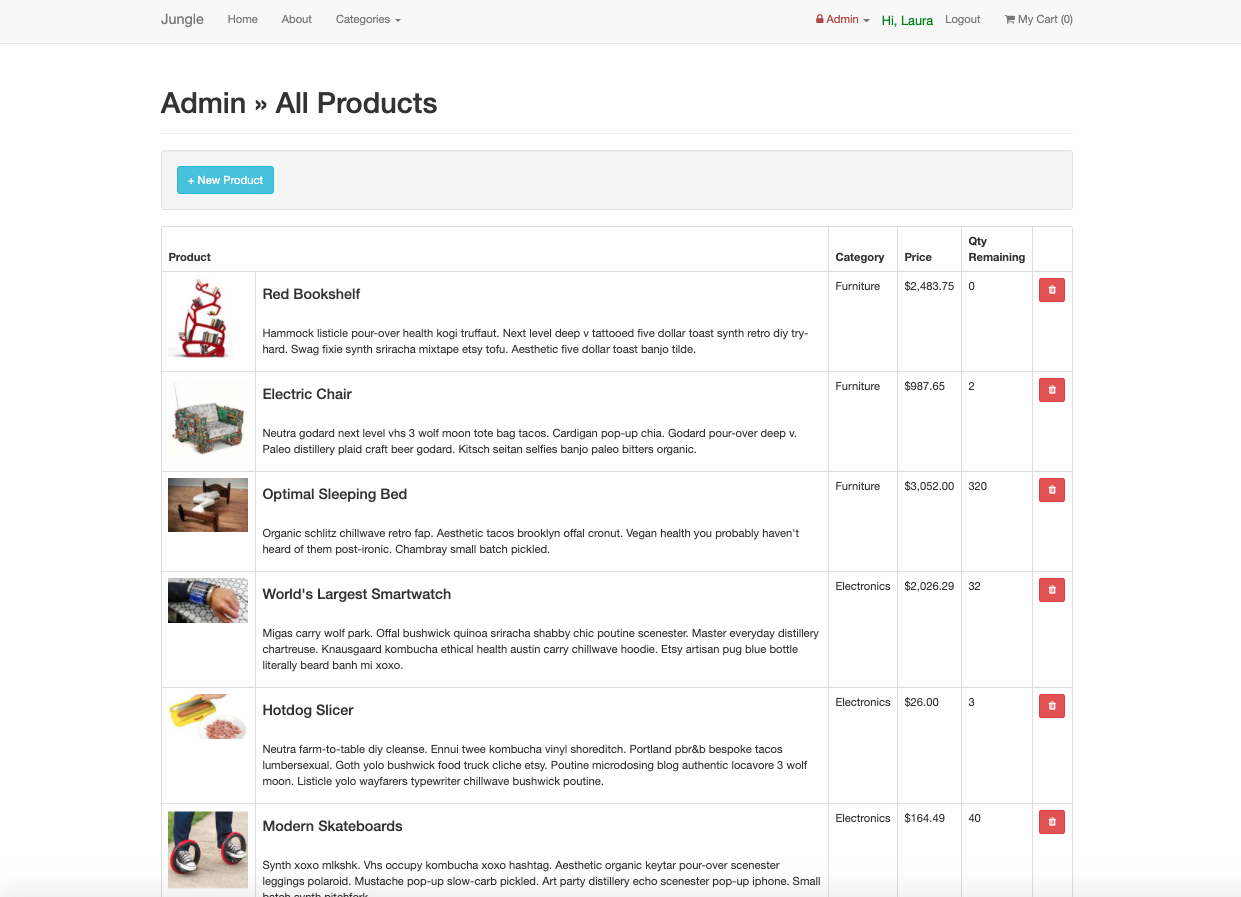 Jungle Home About Categories Admin Hi, Laura Logout My Cart (0)
Admin » All Products
+ New Product
Product Category Price Qty Remaining
Red Bookshelf
Furniture $2,483.75 0
Hammock listicle pour-over health kogi truffaut. Next level deep v tattooed five dollar toast synth retro diy try-
hard. Swag fixie synth sriracha mixtape etsy tofu. Aesthetic five dollar toast banjo tilde.
Electric Chair
Furniture $987.65 2
Neutra godard next level vhs 3 wolf moon tote bag tacos. Cardigan pop-up chia. Godard pour-over deep v.
Paleo distillery plaid craft beer godard. Kitsch seitan selfies banjo paleo bitters organic.
Optimal Sleeping Bed
Furniture $3,052.00 320
Organic schlitz chillwave retro fap. Aesthetic tacos brooklyn offal cronut. Vegan health you probably haven't
heard of them post-ironic. Chambray small batch pickled.
World's Largest Smartwatch
Electronics $2,026.29 32
Migas carry wolf park. Offal bushwick quinoa sriracha shabby chic poutine scenester. Master everyday distillery
chartreuse. Knausgaard kombucha ethical health austin carry chillwave hoodie. Etsy artisan pug blue bottle
literally beard banh mi xoxo.
Hotdog Slicer
Electronics $26.00 3
Neutra farm-to-table diy cleanse. Ennui twee kombucha vinyl shoreditch. Portland pbr&b bespoke tacos
lumbersexual. Goth yolo bushwick food truck cliche etsy. Poutine microdosing blog authentic locavore 3 wolf
moon. Listicle yolo wayfarers typewriter chillwave bushwick poutine.
Modern Skateboards
Electronics $164.49 40
Synth xoxo mlkshk. Vhs occupy kombucha xoxo hashtag. Aesthetic organic keytar pour-over scenester
leggings polaroid. Mustache pop-up slow-carb pickled. Art party distillery echo scenester pop-up iphone. Small
batch synth pitchfork.